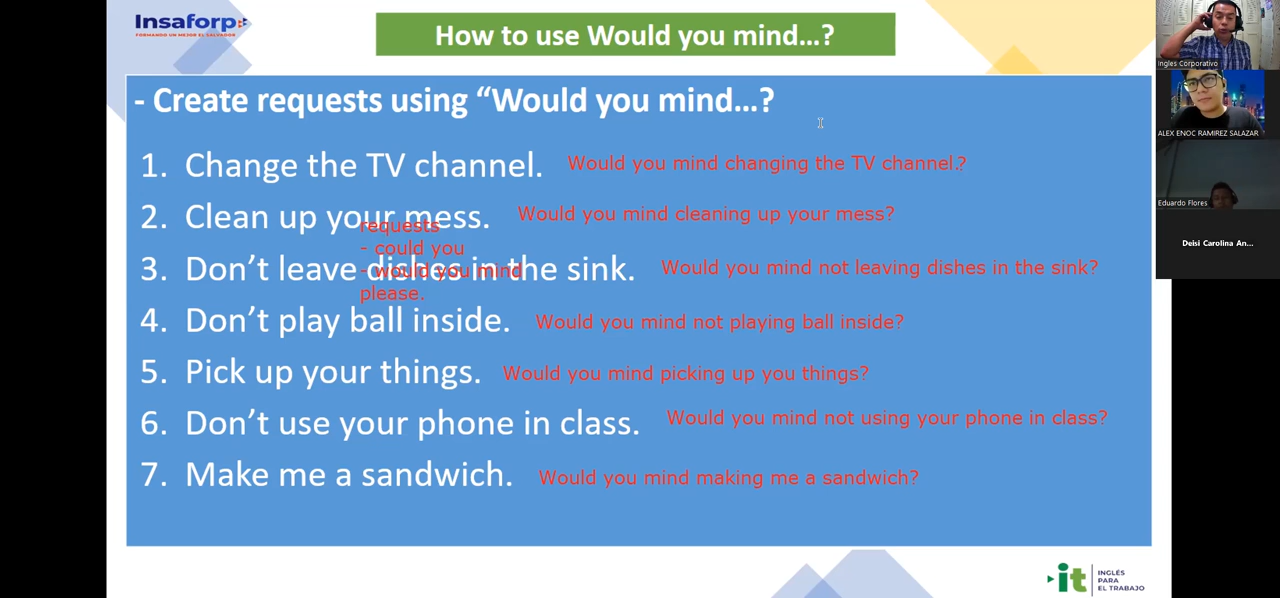 Insaforp
FORMANDO UN MEJOR EL SALVADOR
How to use Would you mind...?
- Create requests using “Would you mind...?
1. Change the TV channel. Would you mind changing the TV channel.?
2. Clean up your mess. Would you mind cleaning up your mess?
requests
- could you
3. Don’t leave dishes in the sink. Would you mind not leaving dishes in the sink?
- would you mind
please.
4. Don’t play ball inside. Would you mind not playing ball inside?
5. Pick up your things. Would you mind picking up you things?
6. Don’t use your phone in class. Would you mind not using your phone in class?
7. Make me a sandwich. Would you mind making me a sandwich?
it
INGLÉS
PARA
EL TRABAJO
Ingles Corporativo
ALEX ENOC RAMIREZ SALAZAR
Eduardo Flores
Deisi Carolina An...